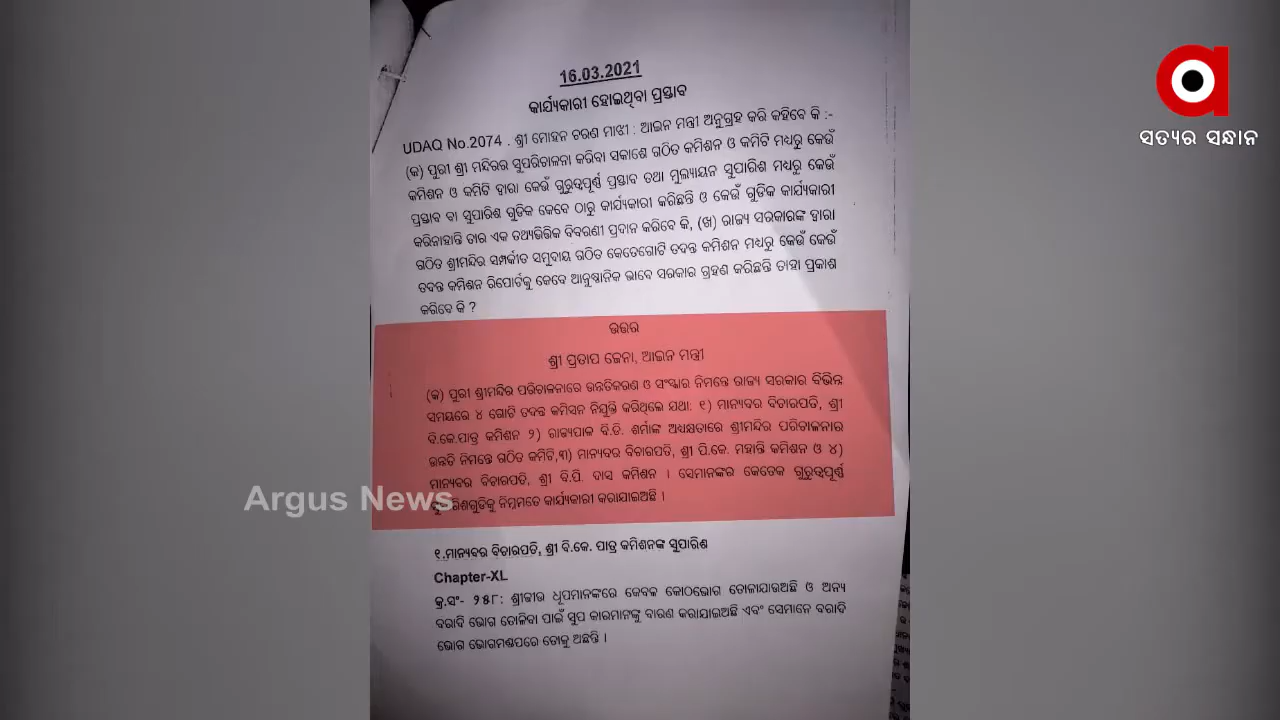 16.03.2021
କାର୍ଯ୍ୟକାରୀ ହୋଇଥିବା ପ୍ରସ୍ତାବ
UDAQ No.2074 . ଶ୍ରୀ ମୋହନ ଚରଣ ମାଝୀ : ଆଇନ ମନ୍ତ୍ରୀ ଅନୁଗ୍ରହ କରି କହିବେ କି :-
(କ) ପୁରୀ ଶ୍ରୀ ମନ୍ଦିରର ସୁପରିଚାଳନା କରିବା ସକାଶେ ଗଠିତ କମିଶନ ଓ କମିଟି ମଧ୍ୟରୁ କେଉଁ
କମିଶନ ଓ କମିଟି ଦ୍ୱାରା କେଉଁ ଗୁରୁତ୍ୱପୂର୍ଣ୍ଣ ପ୍ରସ୍ତାବ ତଥା ମୁଲ୍ୟାୟନ ସୁପାରିଶ ମଧ୍ୟରୁ କେଉଁ
ପ୍ରସ୍ତାବ ବା ସୁପାରିଶ ଗୁଡିକ କେବେ ଠାରୁ କାର୍ଯ୍ୟକାରୀ କରିଛନ୍ତି ଓ କେଉଁ ଗୁଡିକ କାର୍ଯ୍ୟକାରୀ
କରିନାହାନ୍ତି ତାର ଏକ ତଥ୍ୟଭିତ୍ତିକ ବିବରଣୀ ପ୍ରଦାନ କରିବେ କି, (ଖ) ରାଜ୍ୟ ସରକାରଙ୍କ ଦ୍ୱାରା
ଗଠିତ ଶ୍ରୀମନ୍ଦିର ସମ୍ପର୍କୀତ ସମୁଦାୟ ଗଠିତ କେତେଗୋଟି ତଦନ୍ତ କମିଶନ ମଧ୍ୟରୁ କେଉଁ କେଉଁ
ତଦନ୍ତ କମିଶନ ରିପୋର୍ଟକୁ କେବେ ଆନୁଷ୍ଠାନିକ ଭାବେ ସରକାର ଗ୍ରହଣ କରିଛନ୍ତି ତାହା ପ୍ରକାଶ
କରିବେ କି ?
ଉତ୍ତର
ଶ୍ରୀ ପ୍ରତାପ ଜେନା, ଆଇନ ମନ୍ତ୍ରୀ
(କ) ପୁରୀ ଶ୍ରୀମନ୍ଦିର ପରିଚାଳନାରେ ଉନ୍ନତିକରଣ ଓ ସଂସ୍କାର ନିମନ୍ତେ ରାଜ୍ୟ ସରକାର ବିଭିନ୍ନ
ସମୟରେ ୪ ଗୋଟି ତଦନ୍ତ କମିସନ ନିଯୁକ୍ତି କରିଥିଲେ ଯଥା: ୧) ମାନ୍ୟବର ବିଚାରପତି, ଶ୍ରୀ
ବି.କେ.ପାତ୍ର କମିଶନ ୨) ରାଜ୍ୟପାଳ ବି.ଡି. ଶର୍ମାଙ୍କ ଅଧ୍ୟକ୍ଷତାରେ ଶ୍ରୀମନ୍ଦିର ପରିଚାଳନାର
ଉନ୍ନତି ନିମନ୍ତେ ଗଠିତ କମିଟି,୩) ମାନ୍ୟବର ବିଚାରପତି, ଶ୍ରୀ ପି.କେ. ମହାନ୍ତି କମିଶନ ଓ ୪)
ମାନ୍ୟବର ବିଚାରପତି, ଶ୍ରୀ ବି.ପି. ଦାସ କମିଶନ । ସେମାନଙ୍କର କେତେକ ଗୁରୁତ୍ୱପୂର୍ଣ୍ଣ
ସୁପାରିଶଗୁଡିକୁ ନିମ୍ନମତେ କାର୍ଯ୍ୟକାରୀ କରାଯାଇଅଛି ।
୧.ମାନ୍ୟବର ବିଚାରପତି, ଶ୍ରୀ ବି.କେ. ପାତ୍ର କମିଶନଙ୍କ ସୁପାରିଶ
Chapter-XL
କ୍ର.ସଂ- ୨୫୮: ଶ୍ରୀଜୀଉ ଧୂପମାନଙ୍କରେ କେବଳ କୋଠଭୋଗ ତୋଳାଯାଉଅଛି ଓ ଅନ୍ୟ
ବରାଦି ଭୋଗ ତୋଳିବା ପାଇଁ ସୁପ କାରମାନଙ୍କୁ ବାରଣ କରାଯାଇଅଛି ଏବଂ ସେମାନେ ବରାଦି
ଭୋଗ ଭୋଗମଣ୍ଡପରେ ତୋଳୁ ଅଛନ୍ତି ।
Argus News
ସତ୍ୟର ସନ୍ଧାନ